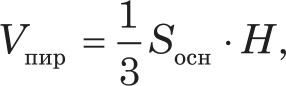 V_пир = 1/3 S_осн · H,